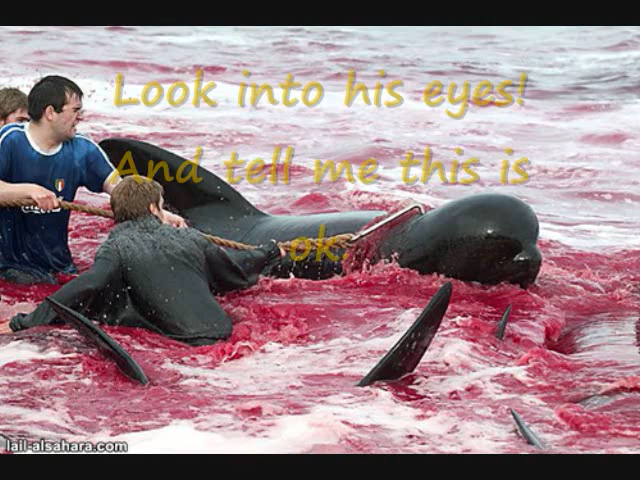 Look into his eyes!
And tell me this is
ok.
lail-alsahara.com